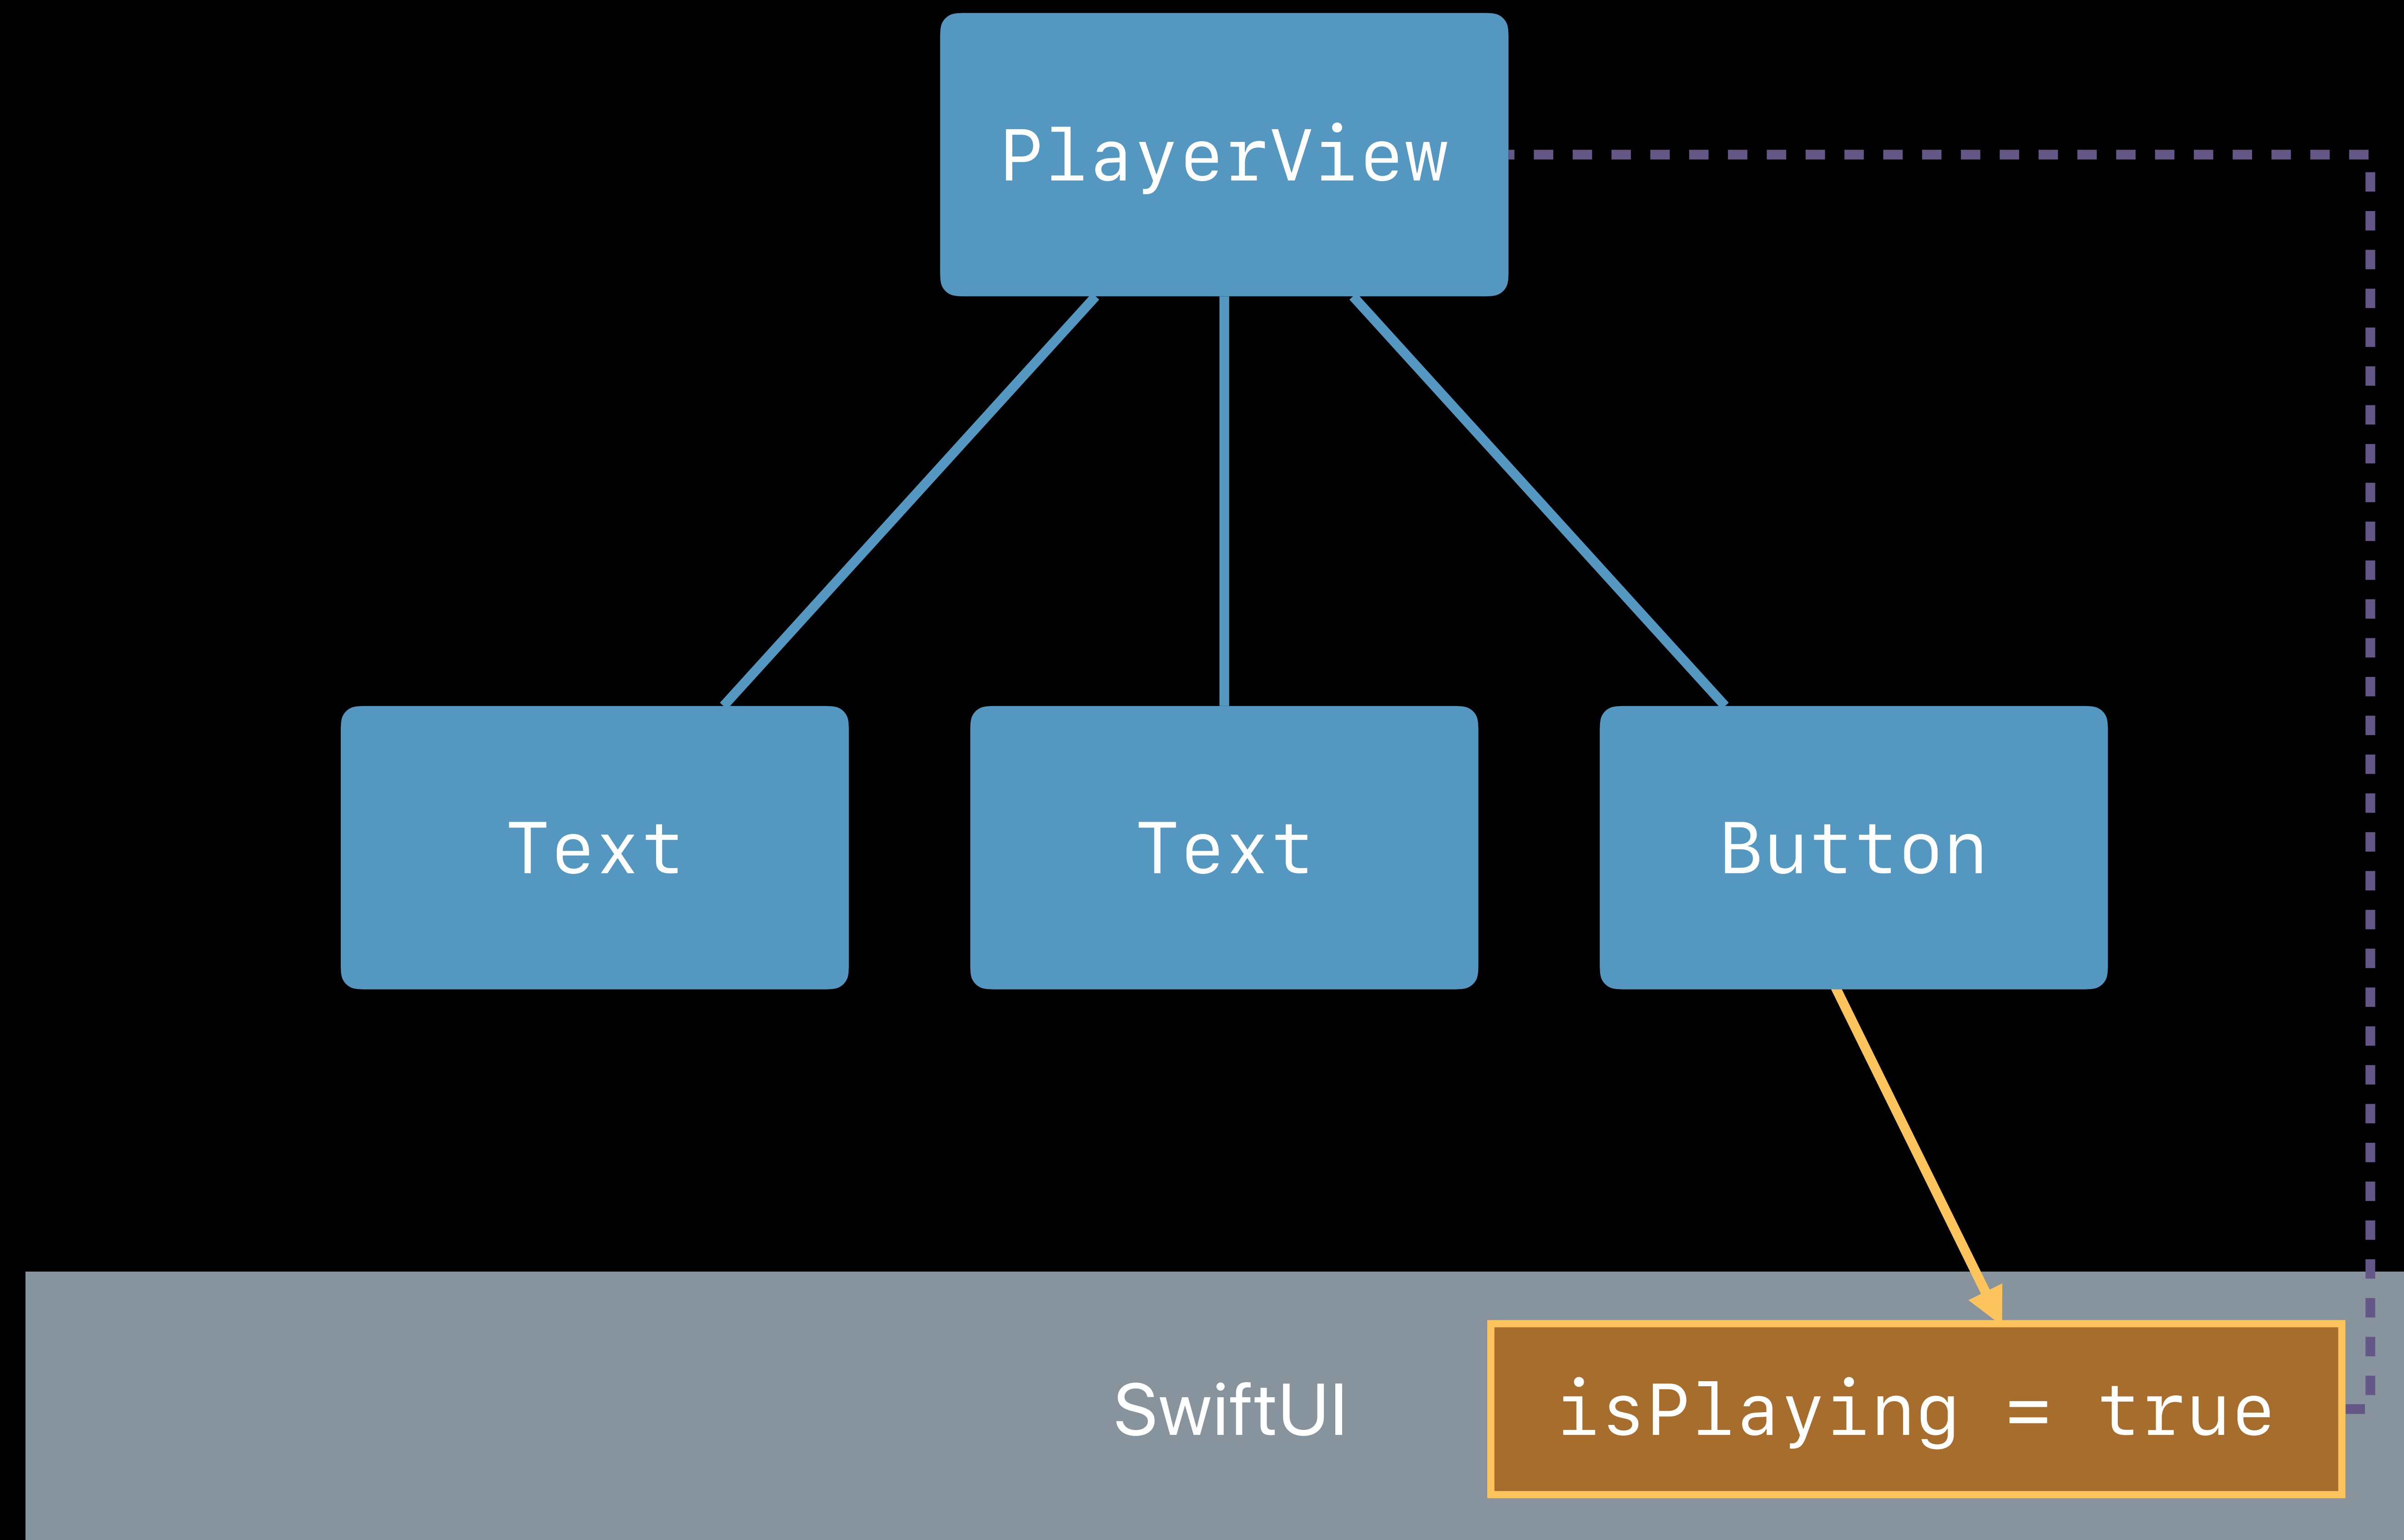 PlayerView
Text
Text
Button
SwiftUI
isPlaying = true